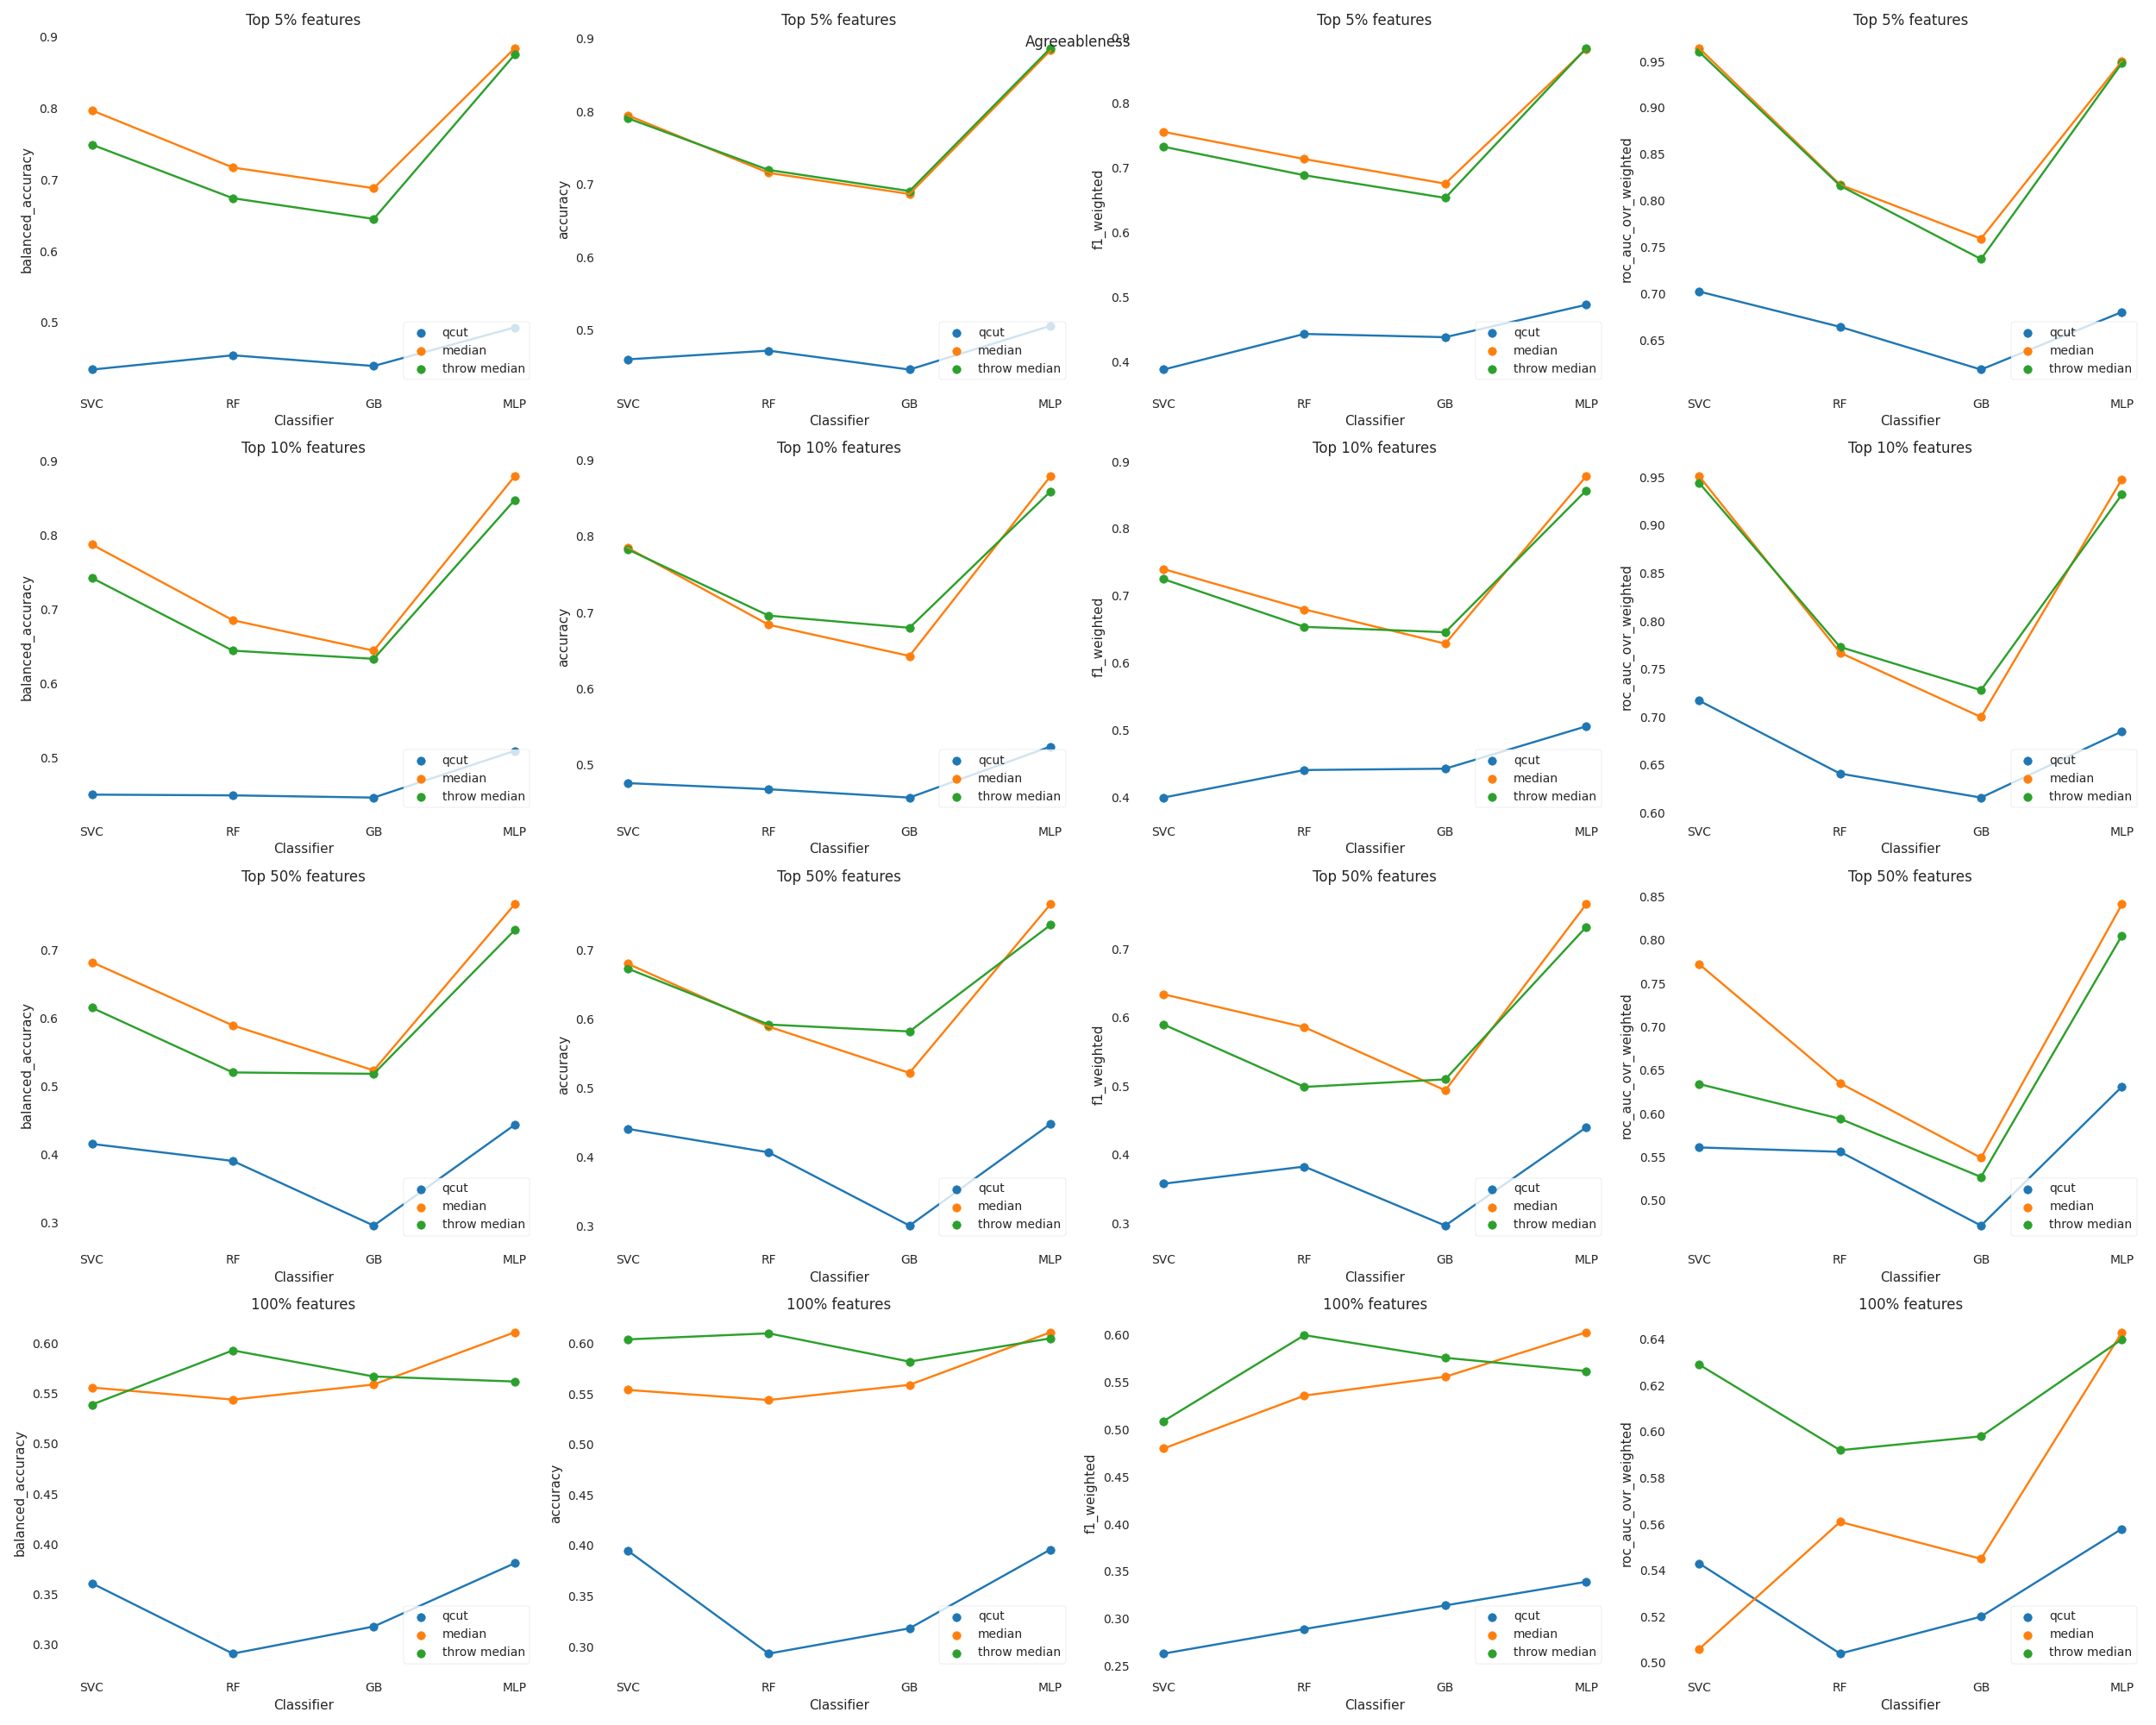 Agreeableness
Top 5% features
0.9
0.8
0.7
0.6
0.5
balanced_accuracy
qcut
median
throw median
SVC RF GB MLP
Classifier
Top 5% features
0.9
0.8
0.7
0.6
0.5
accuracy
qcut
median
throw median
SVC RF GB MLP
Classifier
Top 5% features
0.9
0.8
0.7
0.6
0.5
0.4
f1_weighted
qcut
median
throw median
SVC RF GB MLP
Classifier
Top 5% features
0.95
0.90
0.85
0.80
0.75
0.70
0.65
roc_auc_ovr_weighted
qcut
median
throw median
SVC RF GB MLP
Classifier
Top 10% features
0.9
0.8
0.7
0.6
0.5
balanced_accuracy
qcut
median
throw median
SVC RF GB MLP
Classifier
Top 10% features
0.9
0.8
0.7
0.6
0.5
accuracy
qcut
median
throw median
SVC RF GB MLP
Classifier
Top 10% features
0.9
0.8
0.7
0.6
0.5
0.4
f1_weighted
qcut
median
throw median
SVC RF GB MLP
Classifier
Top 10% features
0.95
0.90
0.85
0.80
0.75
0.70
0.65
0.60
roc_auc_ovr_weighted
qcut
median
throw median
SVC RF GB MLP
Classifier
Top 50% features
0.7
0.6
0.5
0.4
0.3
balanced_accuracy
qcut
median
throw median
SVC RF GB MLP
Classifier
Top 50% features
0.7
0.6
0.5
0.4
0.3
accuracy
qcut
median
throw median
SVC RF GB MLP
Classifier
Top 50% features
0.7
0.6
0.5
0.4
0.3
f1_weighted
qcut
median
throw median
SVC RF GB MLP
Classifier
Top 50% features
0.85
0.80
0.75
0.70
0.65
0.60
0.55
0.50
roc_auc_ovr_weighted
qcut
median
throw median
SVC RF GB MLP
Classifier
100% features
0.60
0.55
0.50
0.45
0.40
0.35
0.30
balanced_accuracy
qcut
median
throw median
SVC RF GB MLP
Classifier
100% features
0.60
0.55
0.50
0.45
0.40
0.35
0.30
accuracy
qcut
median
throw median
SVC RF GB MLP
Classifier
100% features
0.60
0.55
0.50
0.45
0.40
0.35
0.30
0.25
f1_weighted
qcut
median
throw median
SVC RF GB MLP
Classifier
100% features
0.64
0.62
0.60
0.58
0.56
0.54
0.52
0.50
roc_auc_ovr_weighted
qcut
median
throw median
SVC RF GB MLP
Classifier